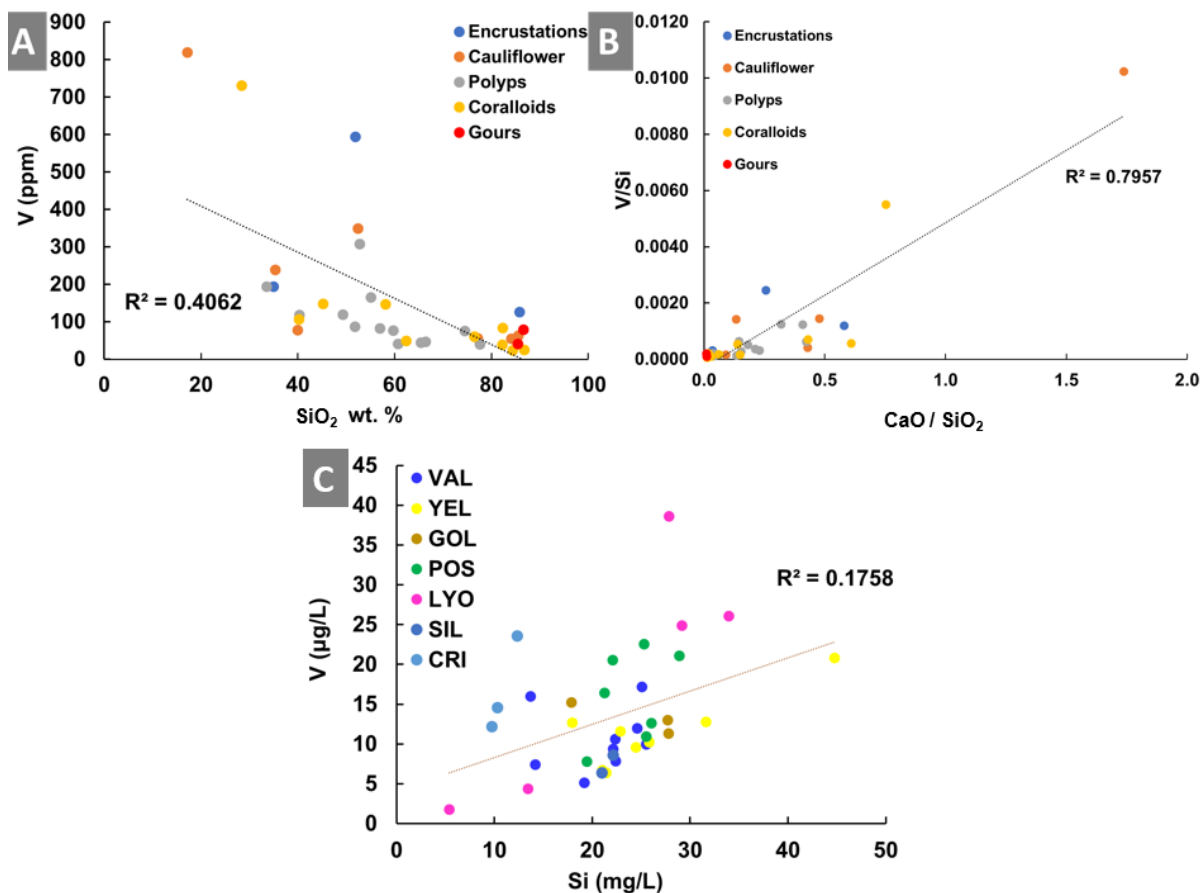 A
900
800
700
600
500
400
300
200
100
0
V (ppm)
0 20 40 60 80 100
SiO₂ wt. %
R² = 0.4062
Encrustations
Cauliflower
Polyps
Coralloids
Gours
B
0.0120
0.0100
0.0080
0.0060
0.0040
0.0020
0.0000
V/Si
0.0 0.5 1.0 1.5 2.0
CaO / SiO₂
R² = 0.7957
Encrustations
Cauliflower
Polyps
Coralloids
Gours
C
45
40
35
30
25
20
15
10
5
0
V (µg/L)
0 10 20 30 40 50
Si (mg/L)
R² = 0.1758
VAL
YEL
GOL
POS
LYO
SIL
CRI